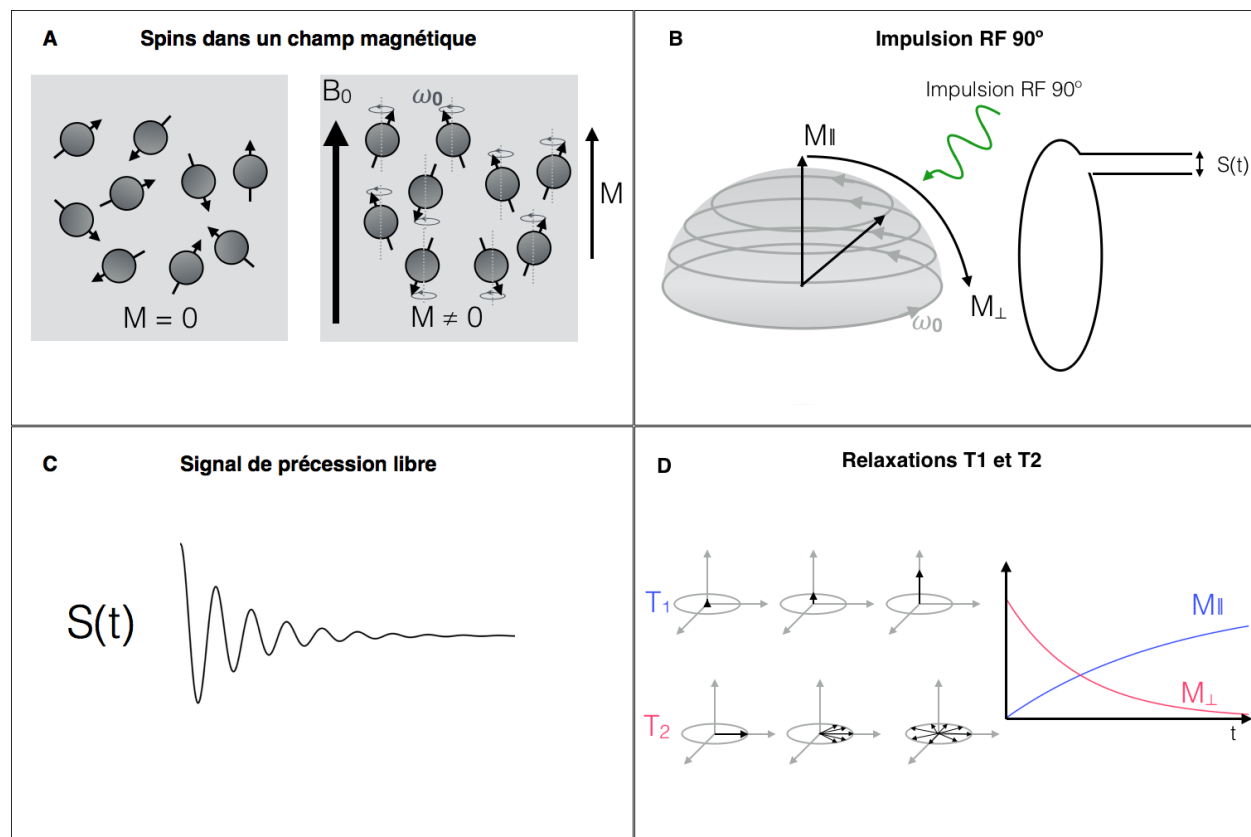 A
Spins dans un champ magnétique
B₀
ω₀
M
M = 0
M ≠ 0
B
Impulsion RF 90º
Impulsion RF 90º
M∥
S(t)
M⊥
ω₀
C
Signal de précession libre
S(t)
D
Relaxations T1 et T2
T₁
M∥
T₂
M⊥
t